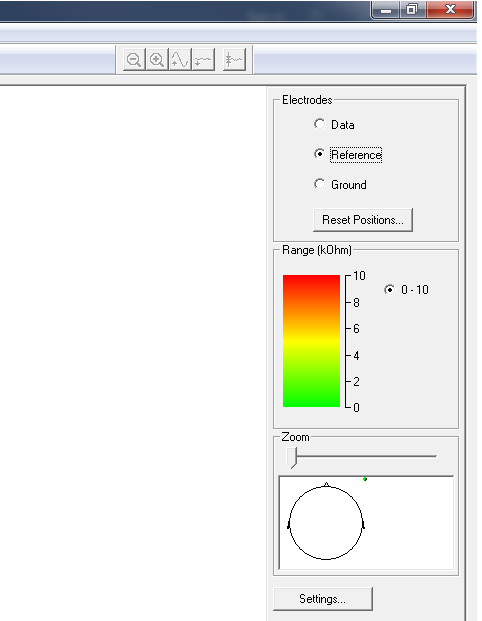 Electrodes
Data
Reference
Ground
Reset Positions...
Range (kOhm)
10
8
6
4
2
0
0 - 10
Zoom
Settings...